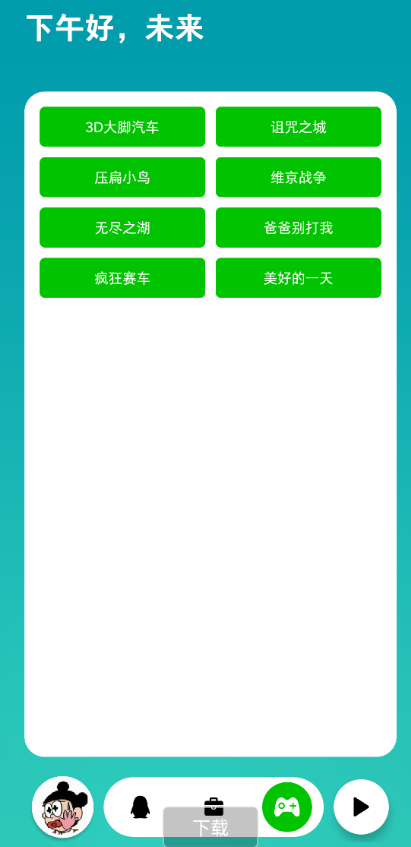 下午好，未来
3D大脚汽车
诅咒之城
压扁小鸟
维京战争
无尽之湖
爸爸别打我
疯狂赛车
美好的一天
下载